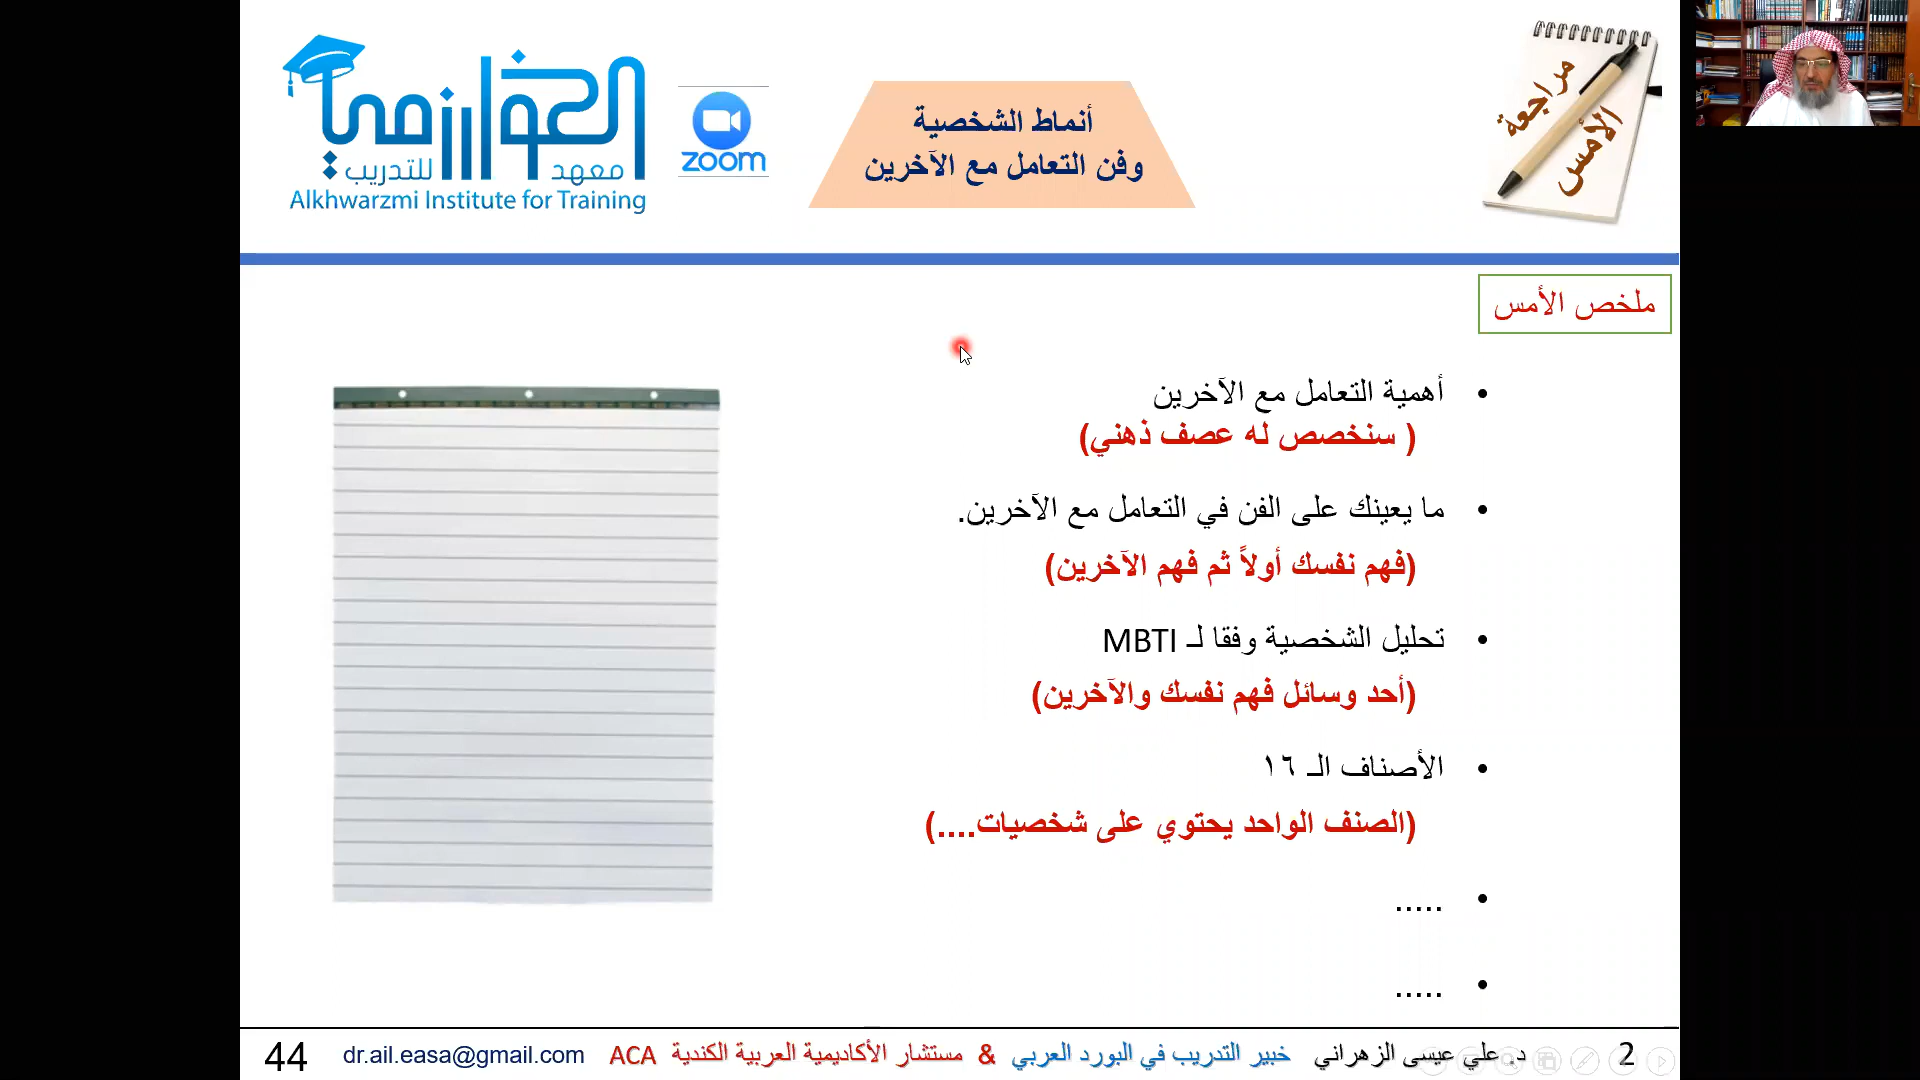 الخوارزمي
معهد للتدريب
Alkhwarzmi Institute for Training
zoom
أنماط الشخصية
وفن التعامل مع الآخرين
مراجعة
الأمس
ملخص الأمس
• أهمية التعامل مع الآخرين
( سنخصص له عصف ذهني)
• ما يعينك على الفن في التعامل مع الآخرين.
(فهم نفسك أولاً ثم فهم الآخرين)
• تحليل الشخصية وفقا لـ MBTI
(أحد وسائل فهم نفسك والآخرين)
• الأصناف الـ ١٦
(الصنف الواحد يحتوي على شخصيات....)
• .....
• .....
2 د. علي عيسى الزهراني خبير التدريب في البورد العربي & مستشار الأكاديمية العربية الكندية ACA dr.ail.easa@gmail.com 44